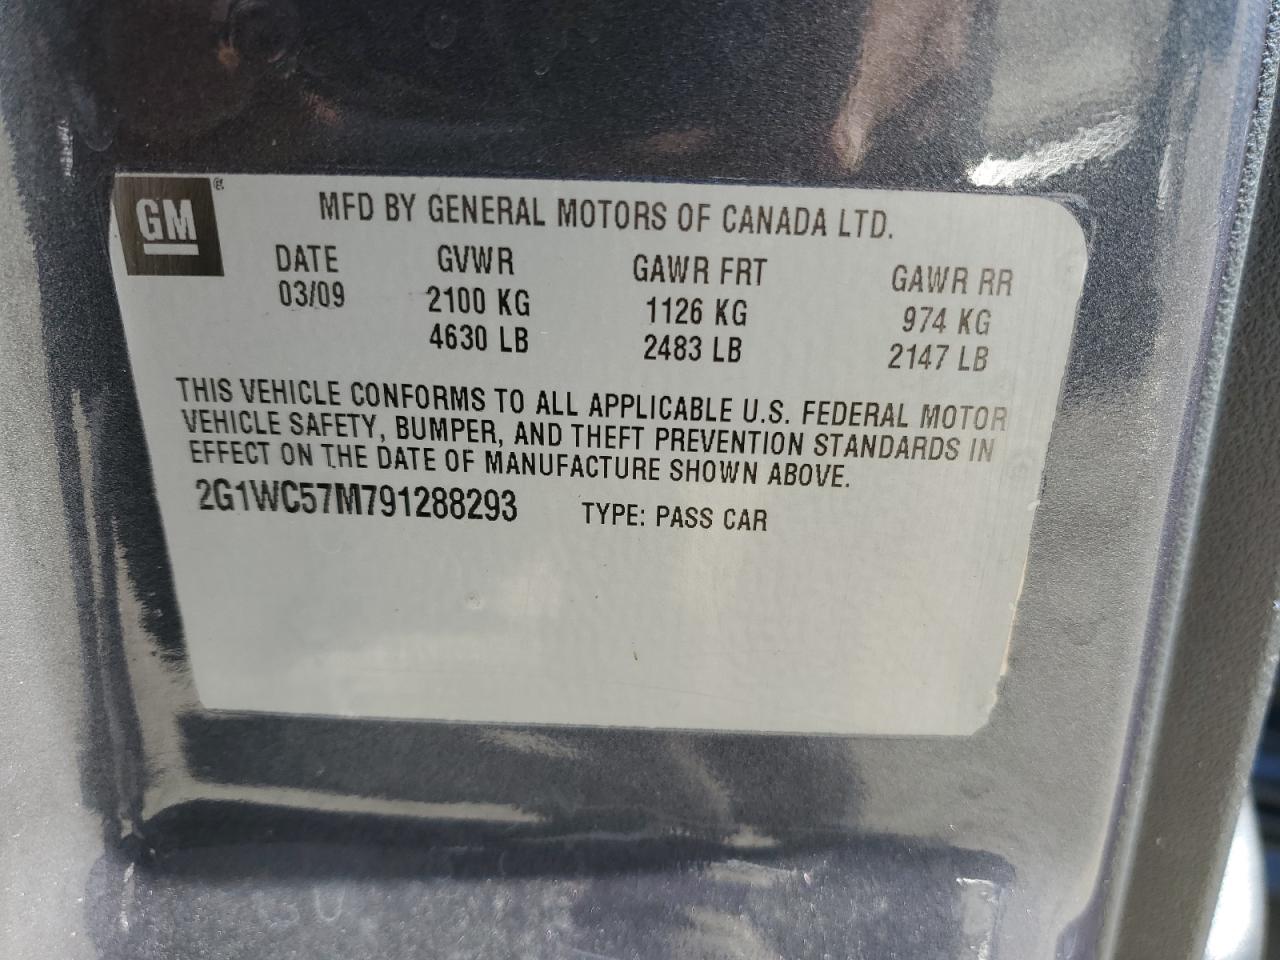 GM ®
MFD BY GENERAL MOTORS OF CANADA LTD.
DATE GVWR GAWR FRT GAWR RR
03/09 2100 KG 1126 KG 974 KG
4630 LB 2483 LB 2147 LB
THIS VEHICLE CONFORMS TO ALL APPLICABLE U.S. FEDERAL MOTOR
VEHICLE SAFETY, BUMPER, AND THEFT PREVENTION STANDARDS IN
EFFECT ON THE DATE OF MANUFACTURE SHOWN ABOVE.
2G1WC57M791288293 TYPE: PASS CAR